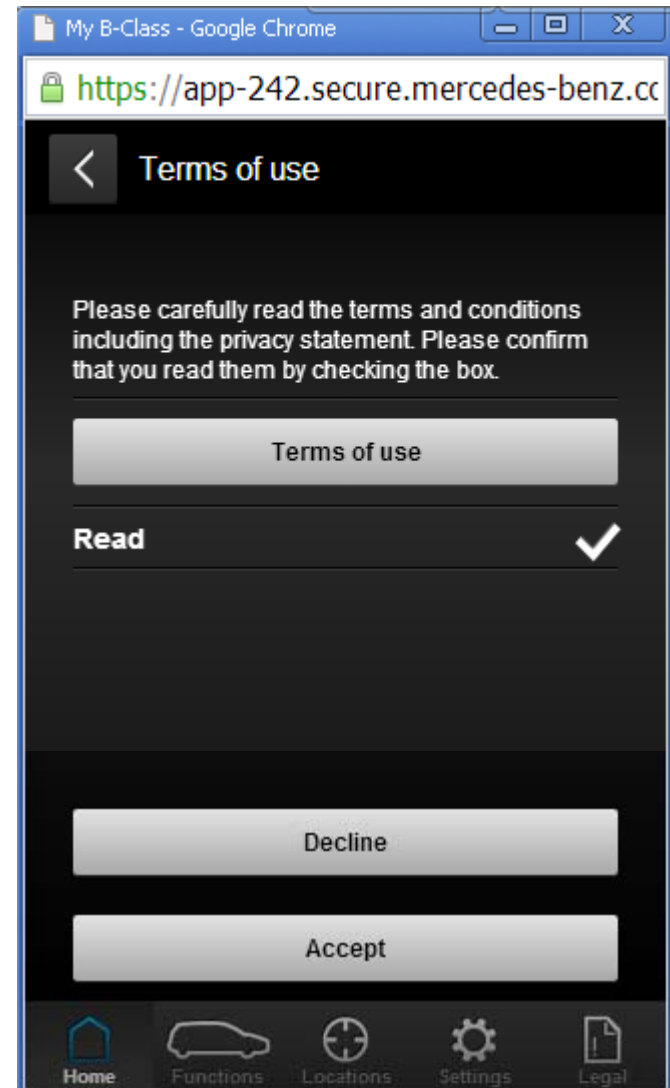 My B-Class - Google Chrome
https://app-242.secure.mercedes-benz.cc
Terms of use
Please carefully read the terms and conditions
including the privacy statement. Please confirm
that you read them by checking the box.
Terms of use
Read
Decline
Accept
Home Functions Locations Settings Legal